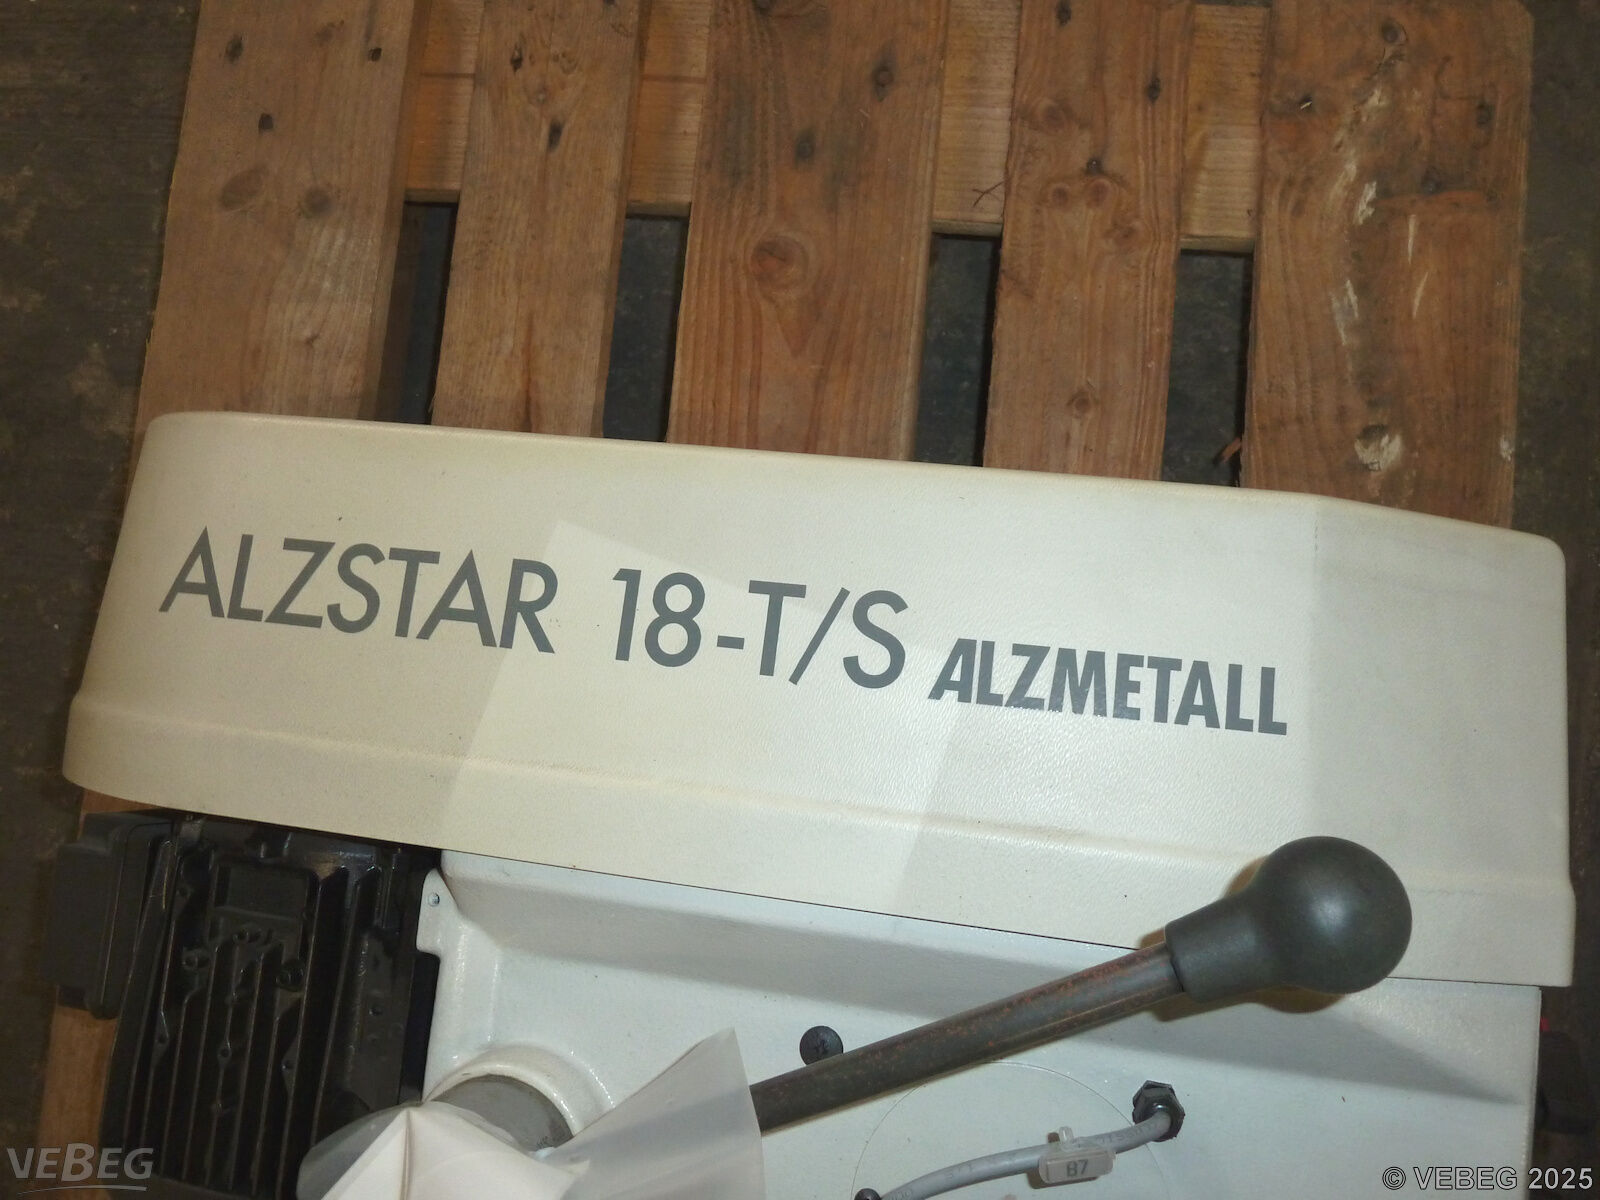 ALZSTAR 18-T/S ALZMETALL
B7
VEBEG
© VEBEG 2025